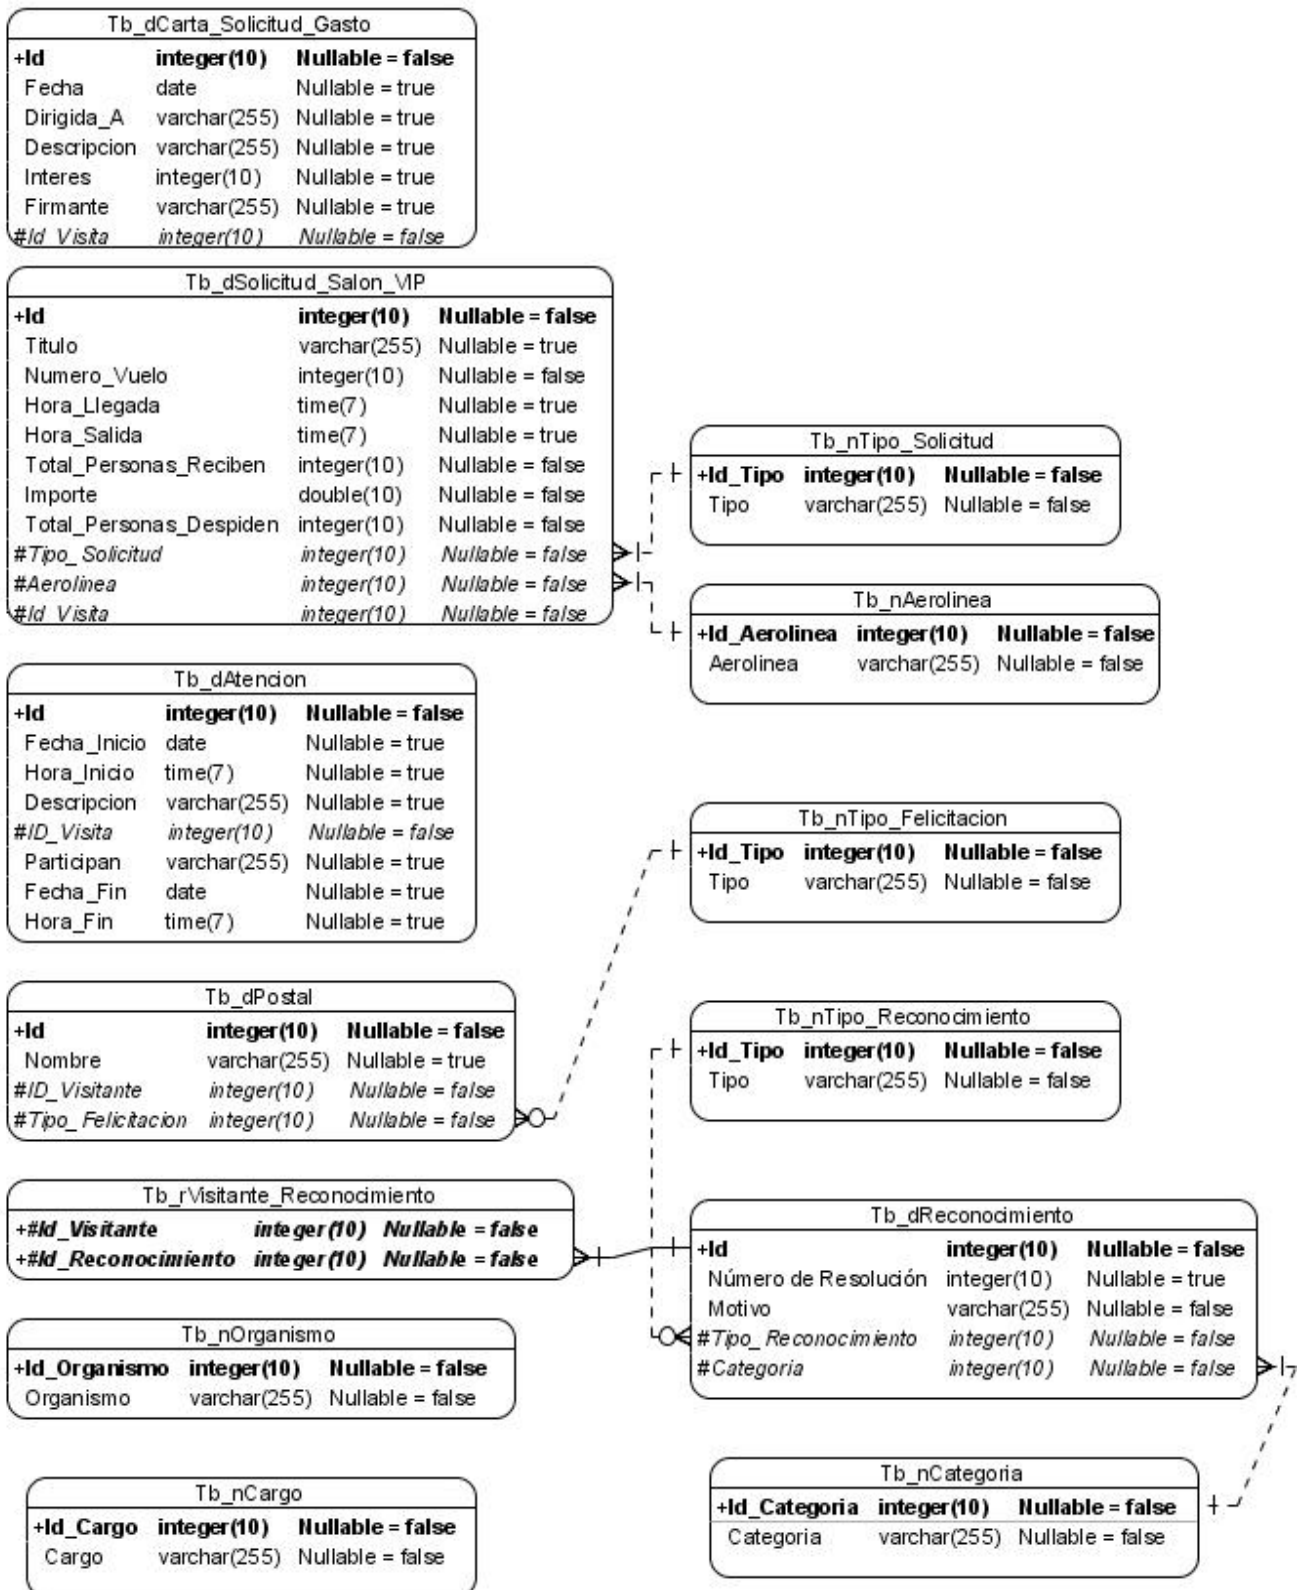 Tb_dCarta_Solicitud_Gasto
+Id integer(10) Nullable = false
Fecha date Nullable = true
Dirigida_A varchar(255) Nullable = true
Descripcion varchar(255) Nullable = true
Interes integer(10) Nullable = true
Firmante varchar(255) Nullable = true
#Id_Visita integer(10) Nullable = false
Tb_dSolicitud_Salon_VIP
+Id integer(10) Nullable = false
Titulo varchar(255) Nullable = true
Numero_Vuelo integer(10) Nullable = false
Hora_Llegada time(7) Nullable = true
Hora_Salida time(7) Nullable = true
Total_Personas_Reciben integer(10) Nullable = false
Importe double(10) Nullable = false
Total_Personas_Despiden integer(10) Nullable = false
#Tipo_Solicitud integer(10) Nullable = false
#Aerolinea integer(10) Nullable = false
#Id_Visita integer(10) Nullable = false
Tb_nTipo_Solicitud
+Id_Tipo integer(10) Nullable = false
Tipo varchar(255) Nullable = false
Tb_nAerolinea
+Id_Aerolinea integer(10) Nullable = false
Aerolinea varchar(255) Nullable = false
Tb_dAtencion
+Id integer(10) Nullable = false
Fecha_Inicio date Nullable = true
Hora_Inicio time(7) Nullable = true
Descripcion varchar(255) Nullable = true
#ID_Visita integer(10) Nullable = false
Participan varchar(255) Nullable = true
Fecha_Fin date Nullable = true
Hora_Fin time(7) Nullable = true
Tb_nTipo_Felicitacion
+Id_Tipo integer(10) Nullable = false
Tipo varchar(255) Nullable = false
Tb_dPostal
+Id integer(10) Nullable = false
Nombre varchar(255) Nullable = true
#ID_Visitante integer(10) Nullable = false
#Tipo_Felicitacion integer(10) Nullable = false
Tb_nTipo_Reconocimiento
+Id_Tipo integer(10) Nullable = false
Tipo varchar(255) Nullable = false
Tb_rVisitante_Reconocimiento
+#Id_Visitante integer(10) Nullable = false
+#Id_Reconocimiento integer(10) Nullable = false
Tb_dReconocimiento
+Id integer(10) Nullable = false
Número de Resolución integer(10) Nullable = true
Motivo varchar(255) Nullable = false
#Tipo_Reconocimiento integer(10) Nullable = false
#Categoria integer(10) Nullable = false
Tb_nOrganismo
+Id_Organismo integer(10) Nullable = false
Organismo varchar(255) Nullable = false
Tb_nCargo
+Id_Cargo integer(10) Nullable = false
Cargo varchar(255) Nullable = false
Tb_nCategoria
+Id_Categoria integer(10) Nullable = false
Categoria varchar(255) Nullable = false